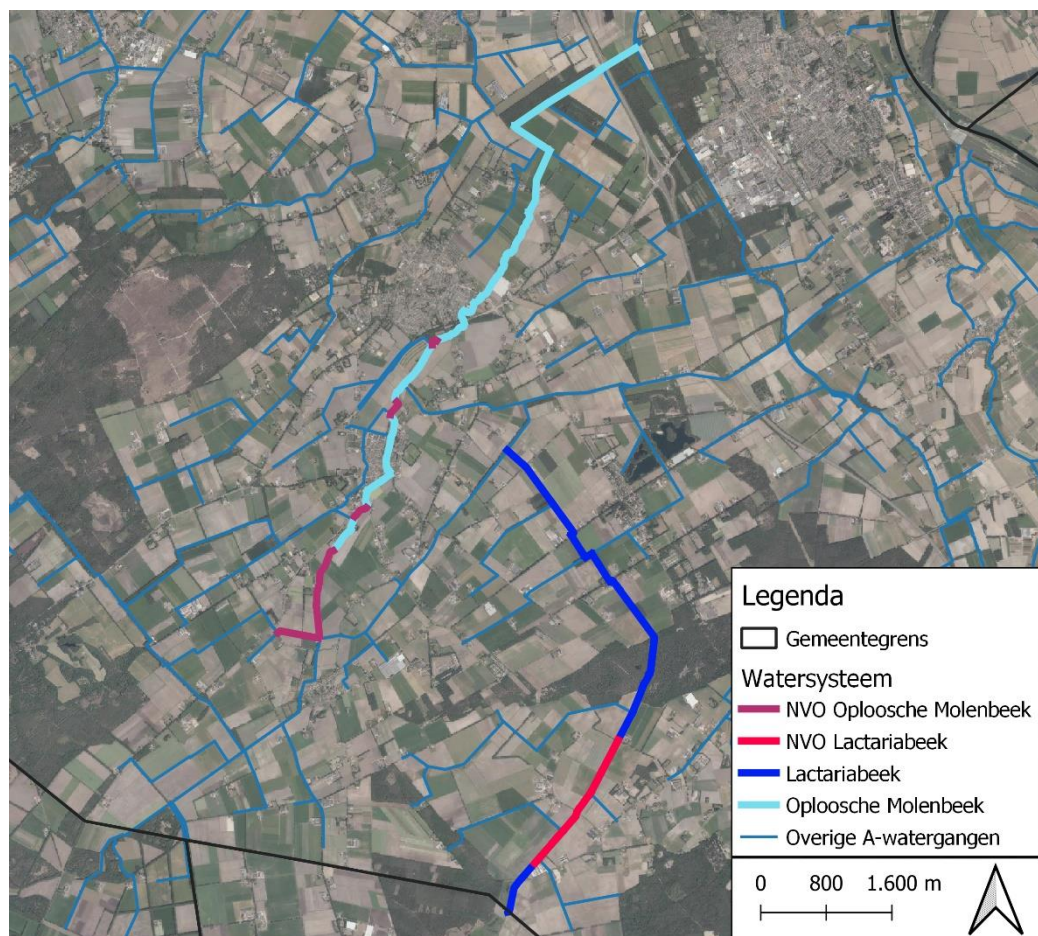 Legenda
Gemeentegrens
Watersysteem
NVO Oploosche Molenbeek
NVO Lactariabeek
Lactariabeek
Oploosche Molenbeek
Overige A-watergangen
0 800 1.600 m